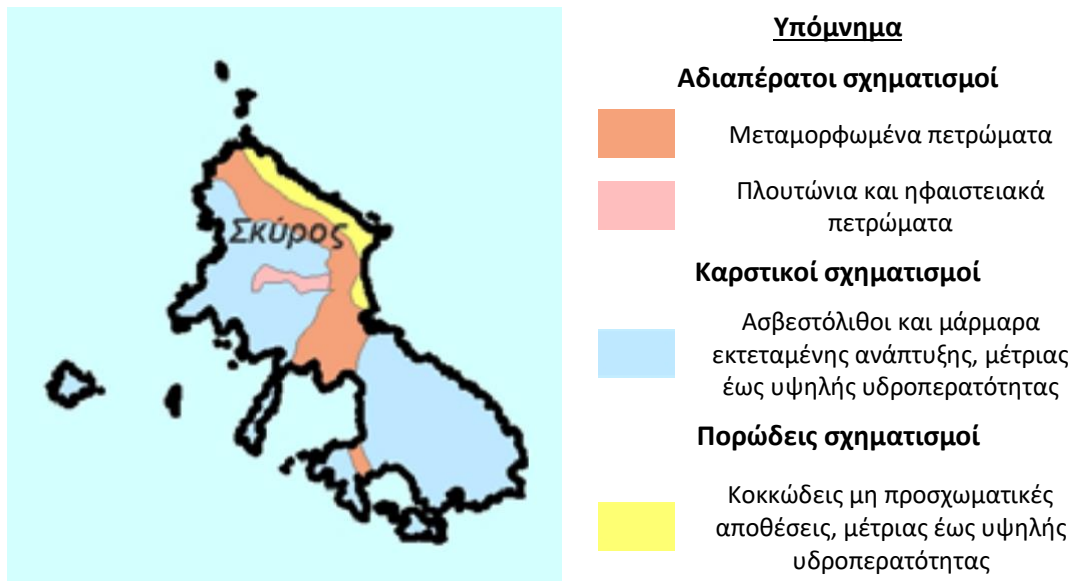 Σκύρος
Υπόμνημα
Αδιαπέρατοι σχηματισμοί
Μεταμορφωμένα πετρώματα
Πλουτώνια και ηφαιστειακά
πετρώματα
Καρστικοί σχηματισμοί
Ασβεστόλιθοι και μάρμαρα
εκτεταμένης ανάπτυξης, μέτριας
έως υψηλής υδροπερατότητας
Πορώδεις σχηματισμοί
Κοκκώδεις μη προσχωματικές
αποθέσεις, μέτριας έως υψηλής
υδροπερατότητας